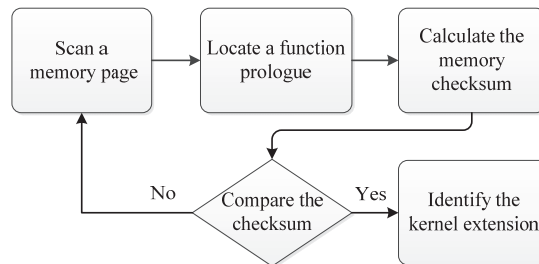 Scan a
memory page
Locate a function
prologue
Calculate the
memory
checksum
No
Compare the
checksum
Yes
Identify the
kernel extension